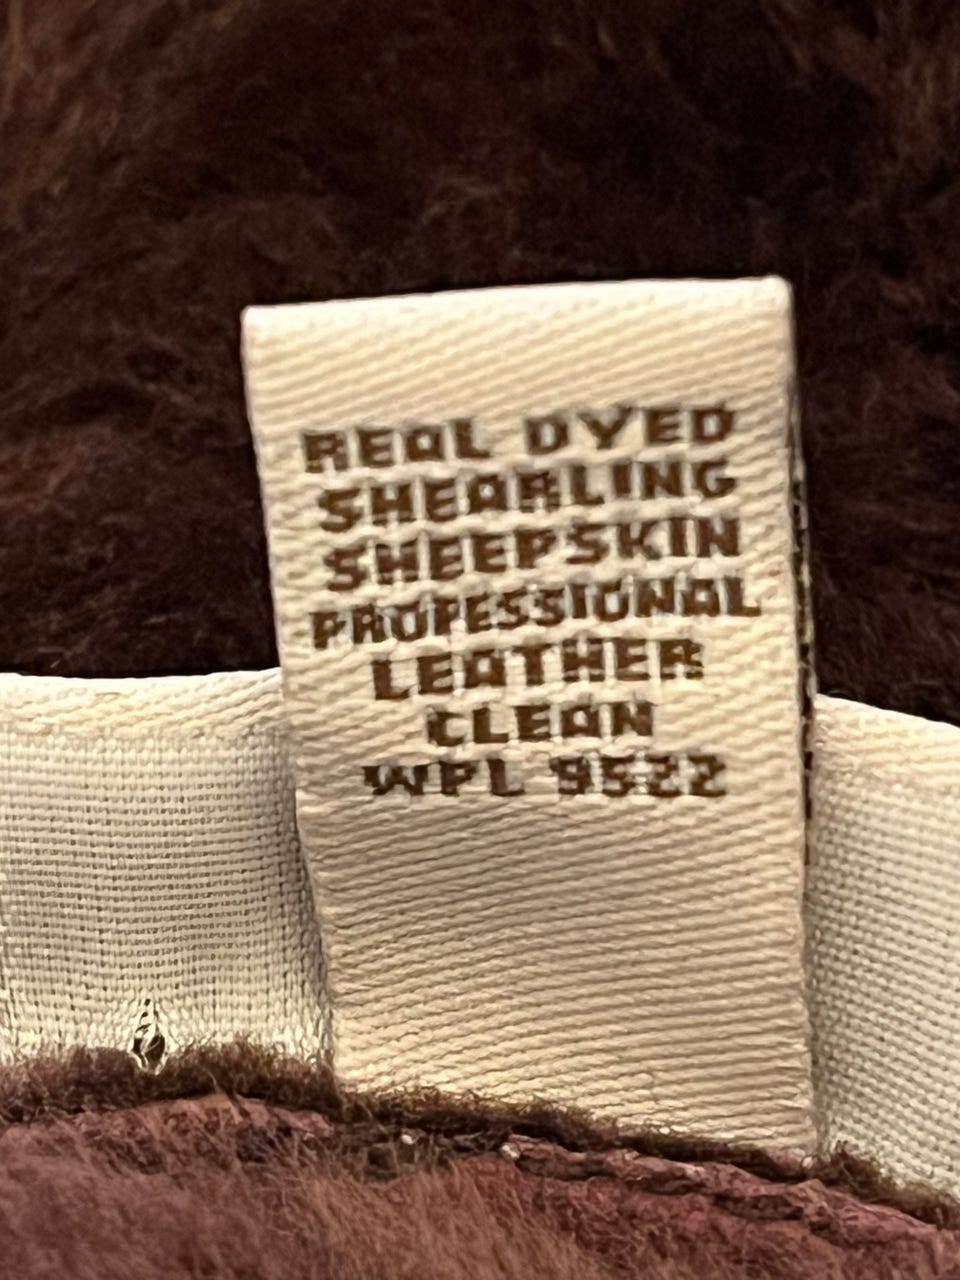 REAL DYED
SHEARLING
SHEEPSKIN
PROFESSIONAL
LEATHER
CLEAN
WPL 9522